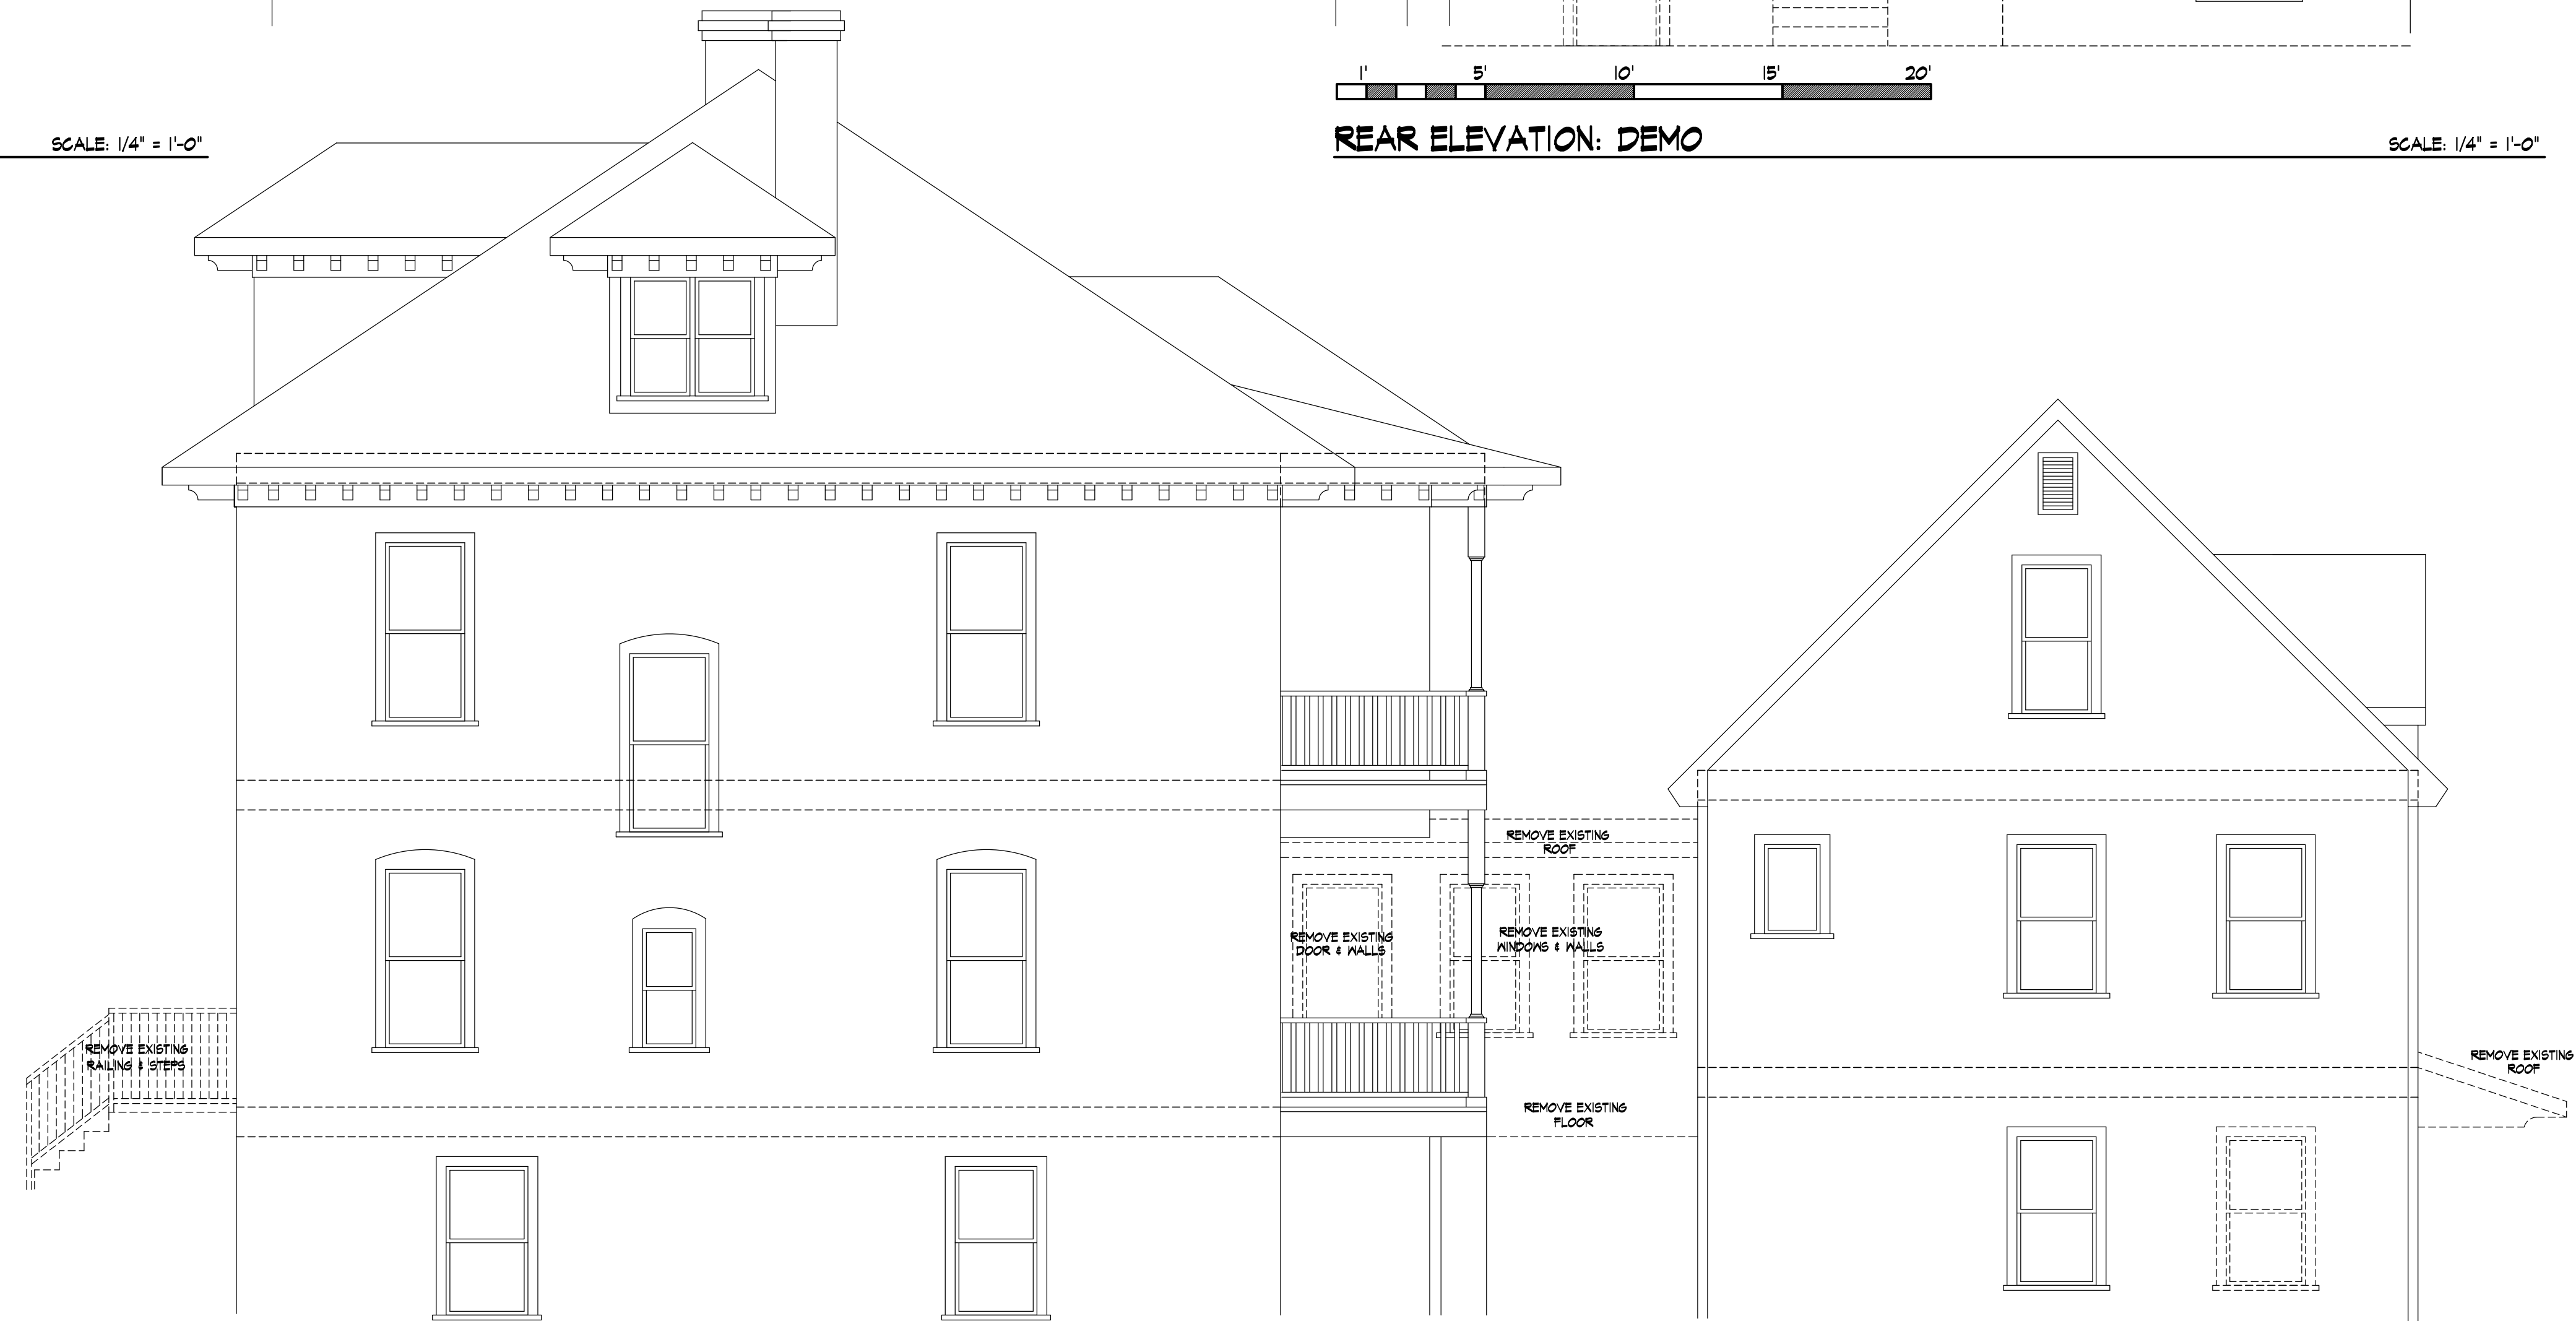 1' 5' 10' 15' 20'
SCALE: 1/4" = 1'-0"
REAR ELEVATION: DEMO
SCALE: 1/4" = 1'-0"
REMOVE EXISTING
ROOF
REMOVE EXISTING
DOOR & WALLS
REMOVE EXISTING
WINDOWS & WALLS
REMOVE EXISTING
RAILING & STEPS
REMOVE EXISTING
ROOF
REMOVE EXISTING
FLOOR